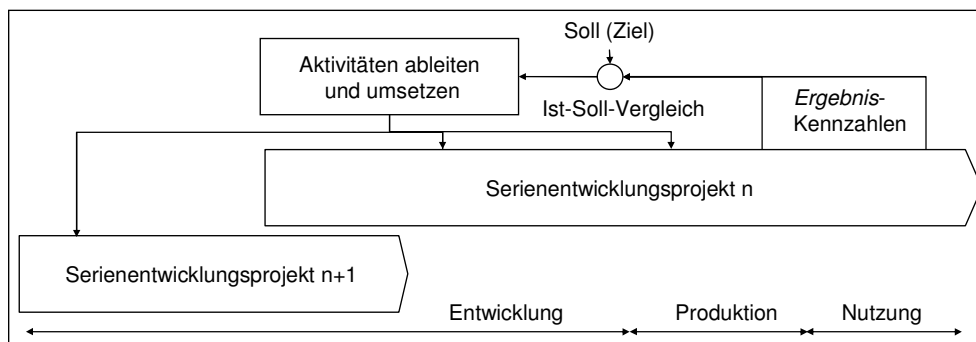 Soll (Ziel)
Aktivitäten ableiten
und umsetzen
Ist-Soll-Vergleich
Ergebnis-
Kennzahlen
Serienentwicklungsprojekt n
Serienentwicklungsprojekt n+1
Entwicklung Produktion Nutzung